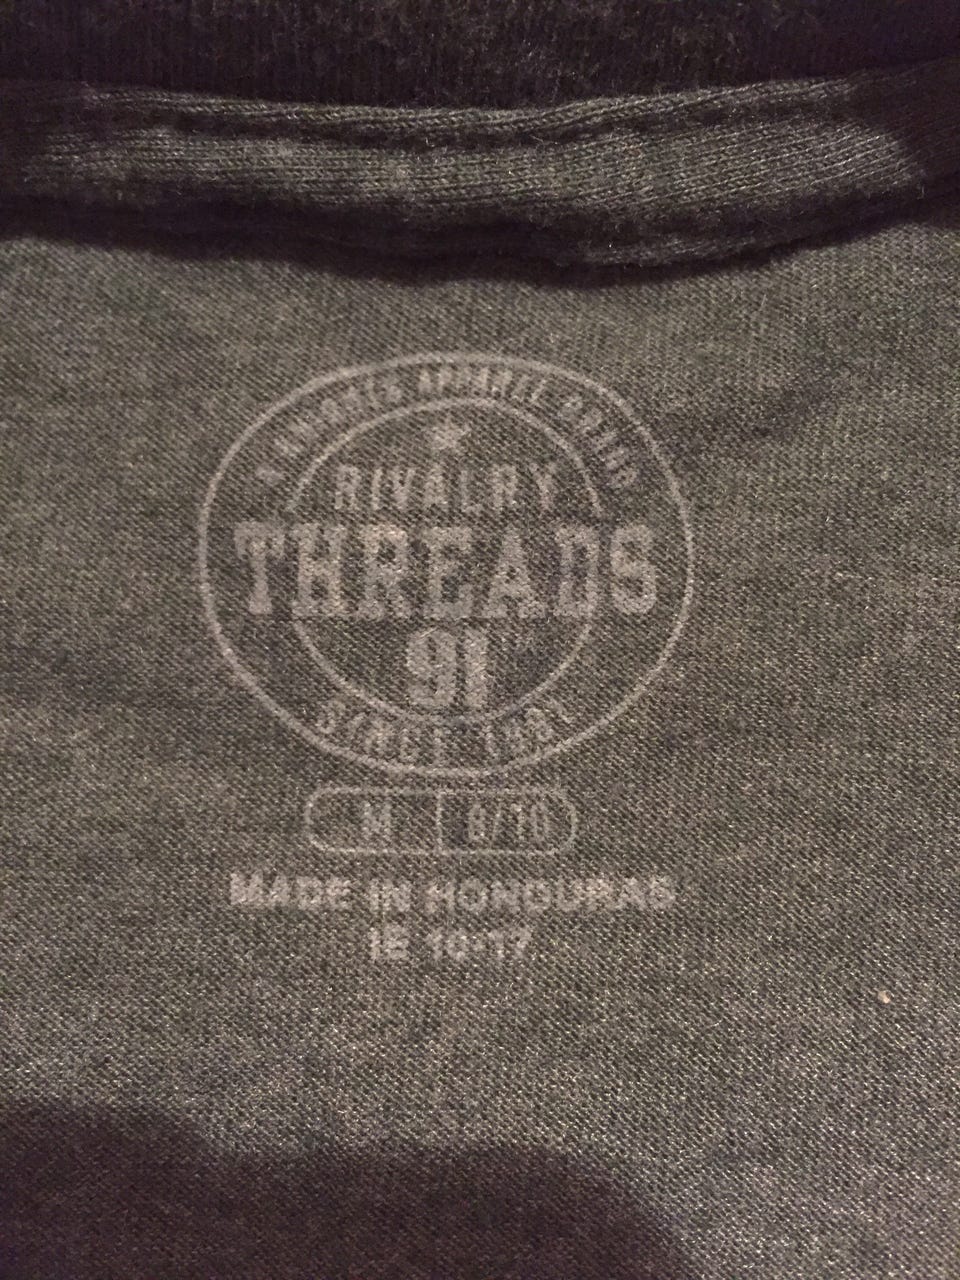 APPAREL BRAND
RIVALRY
THREADS
91
SINCE 1991
M 8/10
MADE IN HONDURAS
IE 10-17